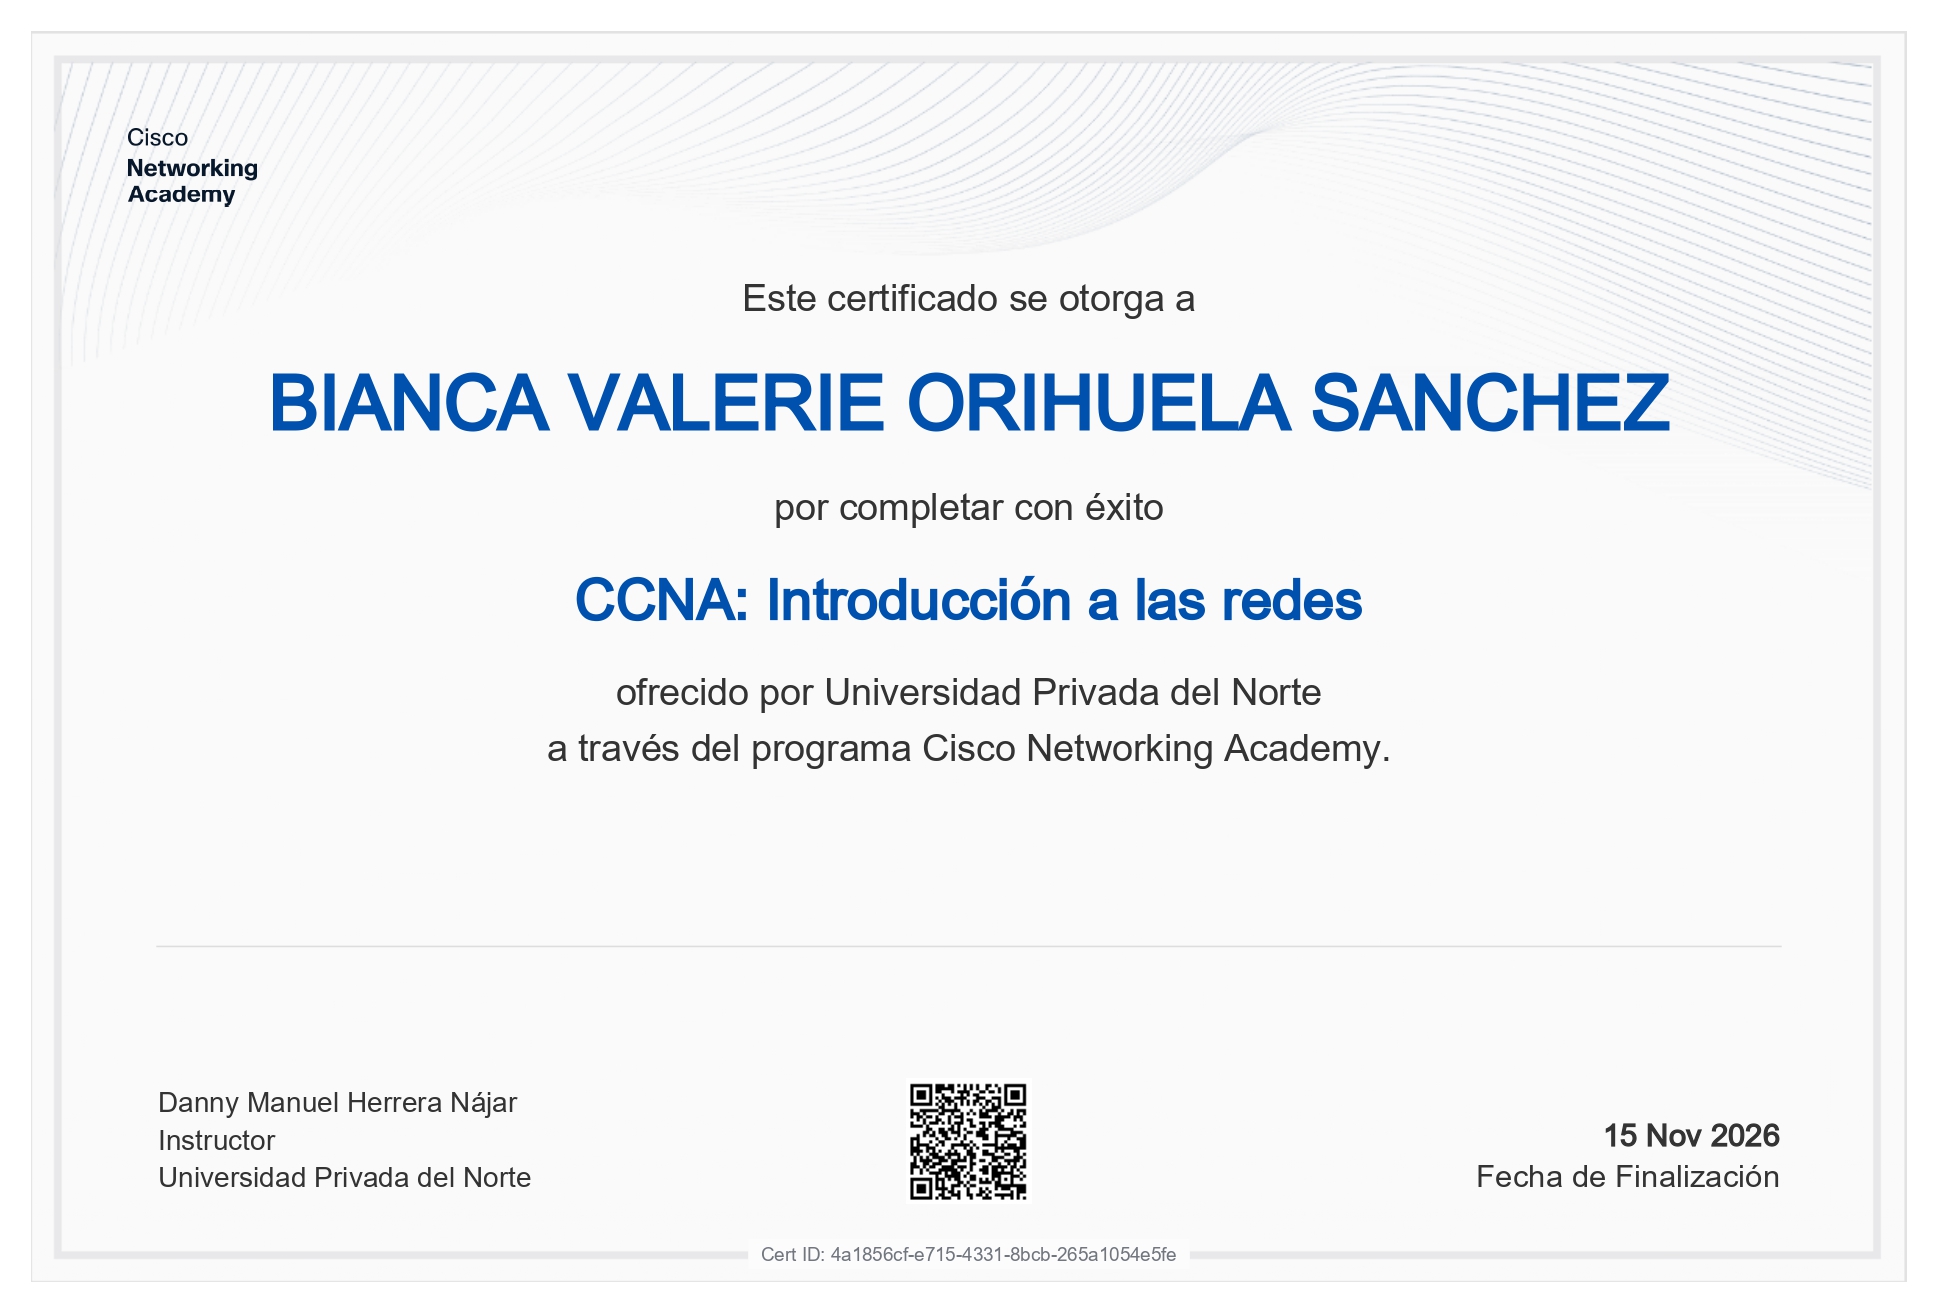 Cisco
Networking
Academy
Este certificado se otorga a
BIANCA VALERIE ORIHUELA SANCHEZ
por completar con éxito
CCNA: Introducción a las redes
ofrecido por Universidad Privada del Norte
a través del programa Cisco Networking Academy.
Danny Manuel Herrera Nájar
Instructor
Universidad Privada del Norte
15 Nov 2026
Fecha de Finalización
Cert ID: 4a1856cf-e715-4331-8bcb-265a1054e5fe